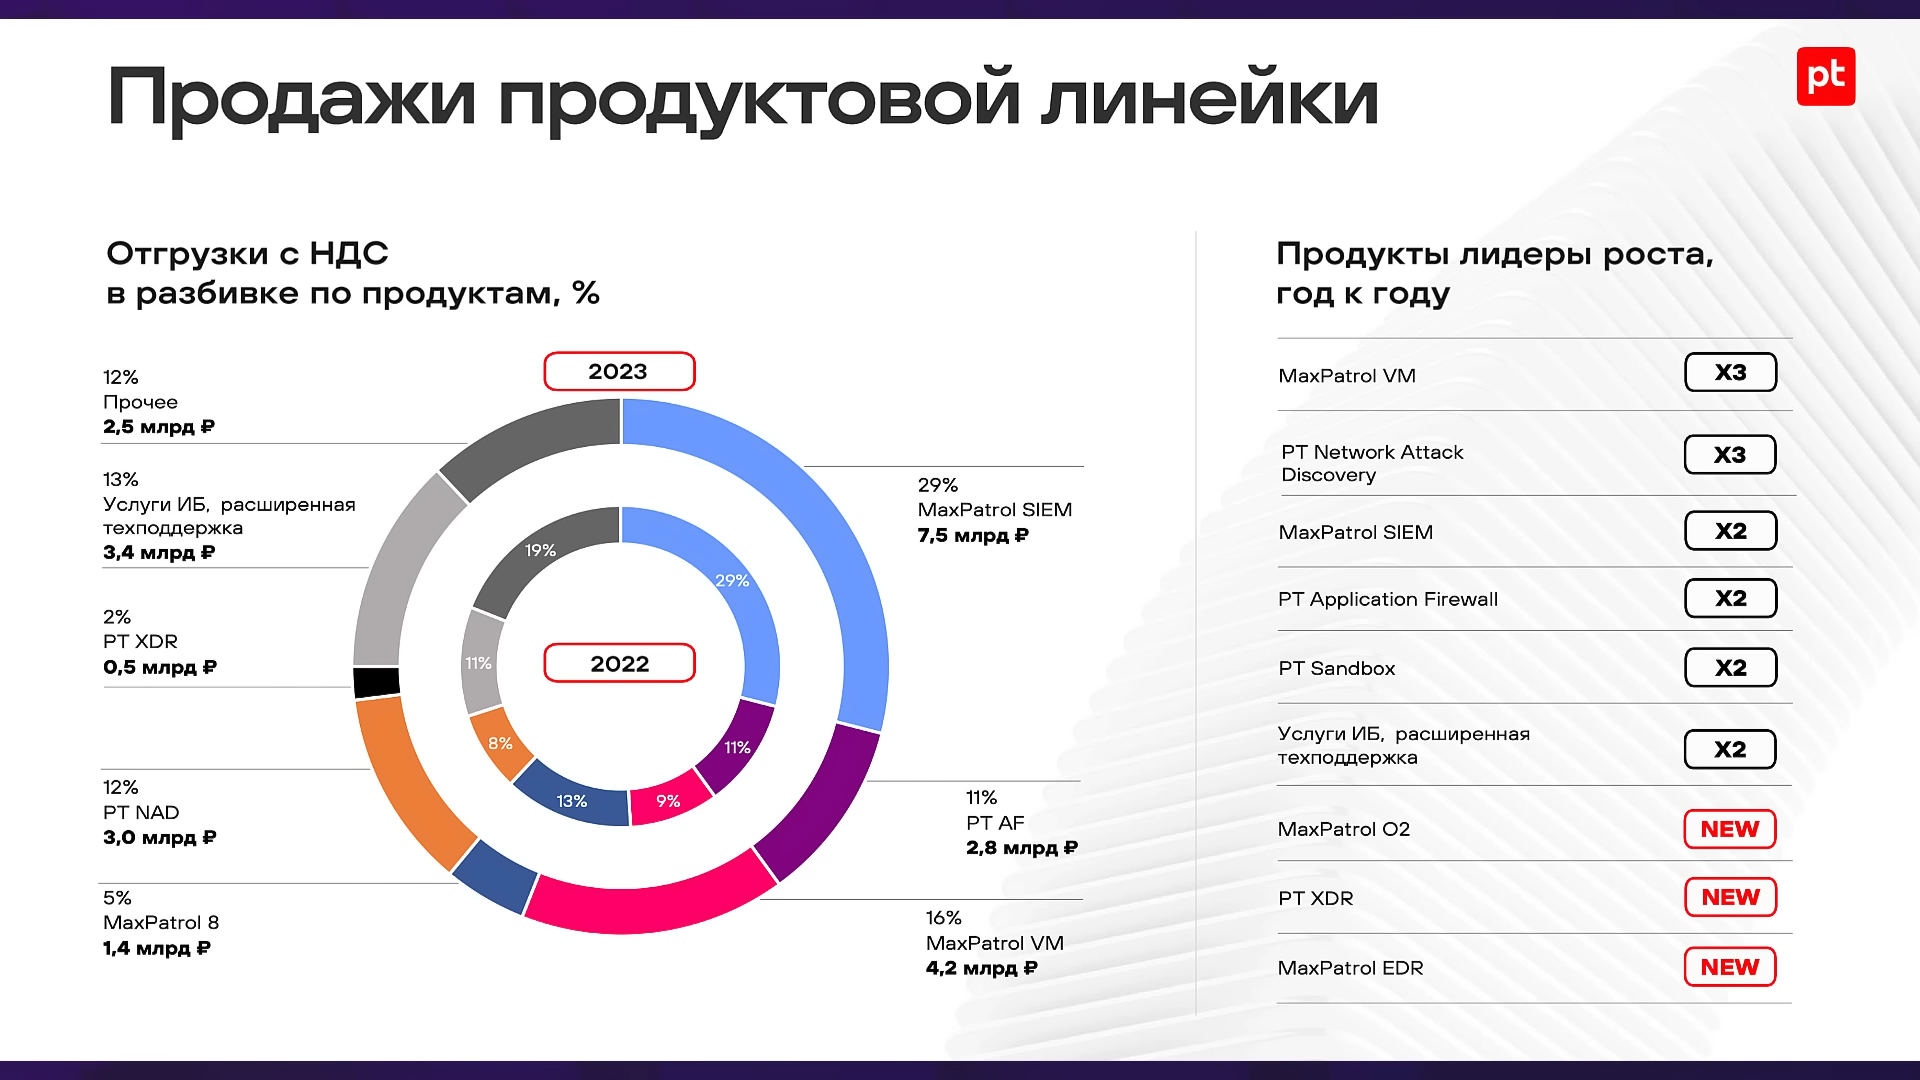 Продажи продуктовой линейки
pt
Отгрузки с НДС
в разбивке по продуктам, %
2023
12%
Прочее
2,5 млрд ₽
13%
Услуги ИБ, расширенная
техподдержка
3,4 млрд ₽
2%
PT XDR
0,5 млрд ₽
12%
PT NAD
3,0 млрд ₽
5%
MaxPatrol 8
1,4 млрд ₽
29%
MaxPatrol SIEM
7,5 млрд ₽
11%
PT AF
2,8 млрд ₽
16%
MaxPatrol VM
4,2 млрд ₽
2022
19%
29%
11%
11%
8%
13%
9%
Продукты лидеры роста,
год к году
MaxPatrol VM X3
PT Network Attack
Discovery X3
MaxPatrol SIEM X2
PT Application Firewall X2
PT Sandbox X2
Услуги ИБ, расширенная
техподдержка X2
MaxPatrol O2 NEW
PT XDR NEW
MaxPatrol EDR NEW